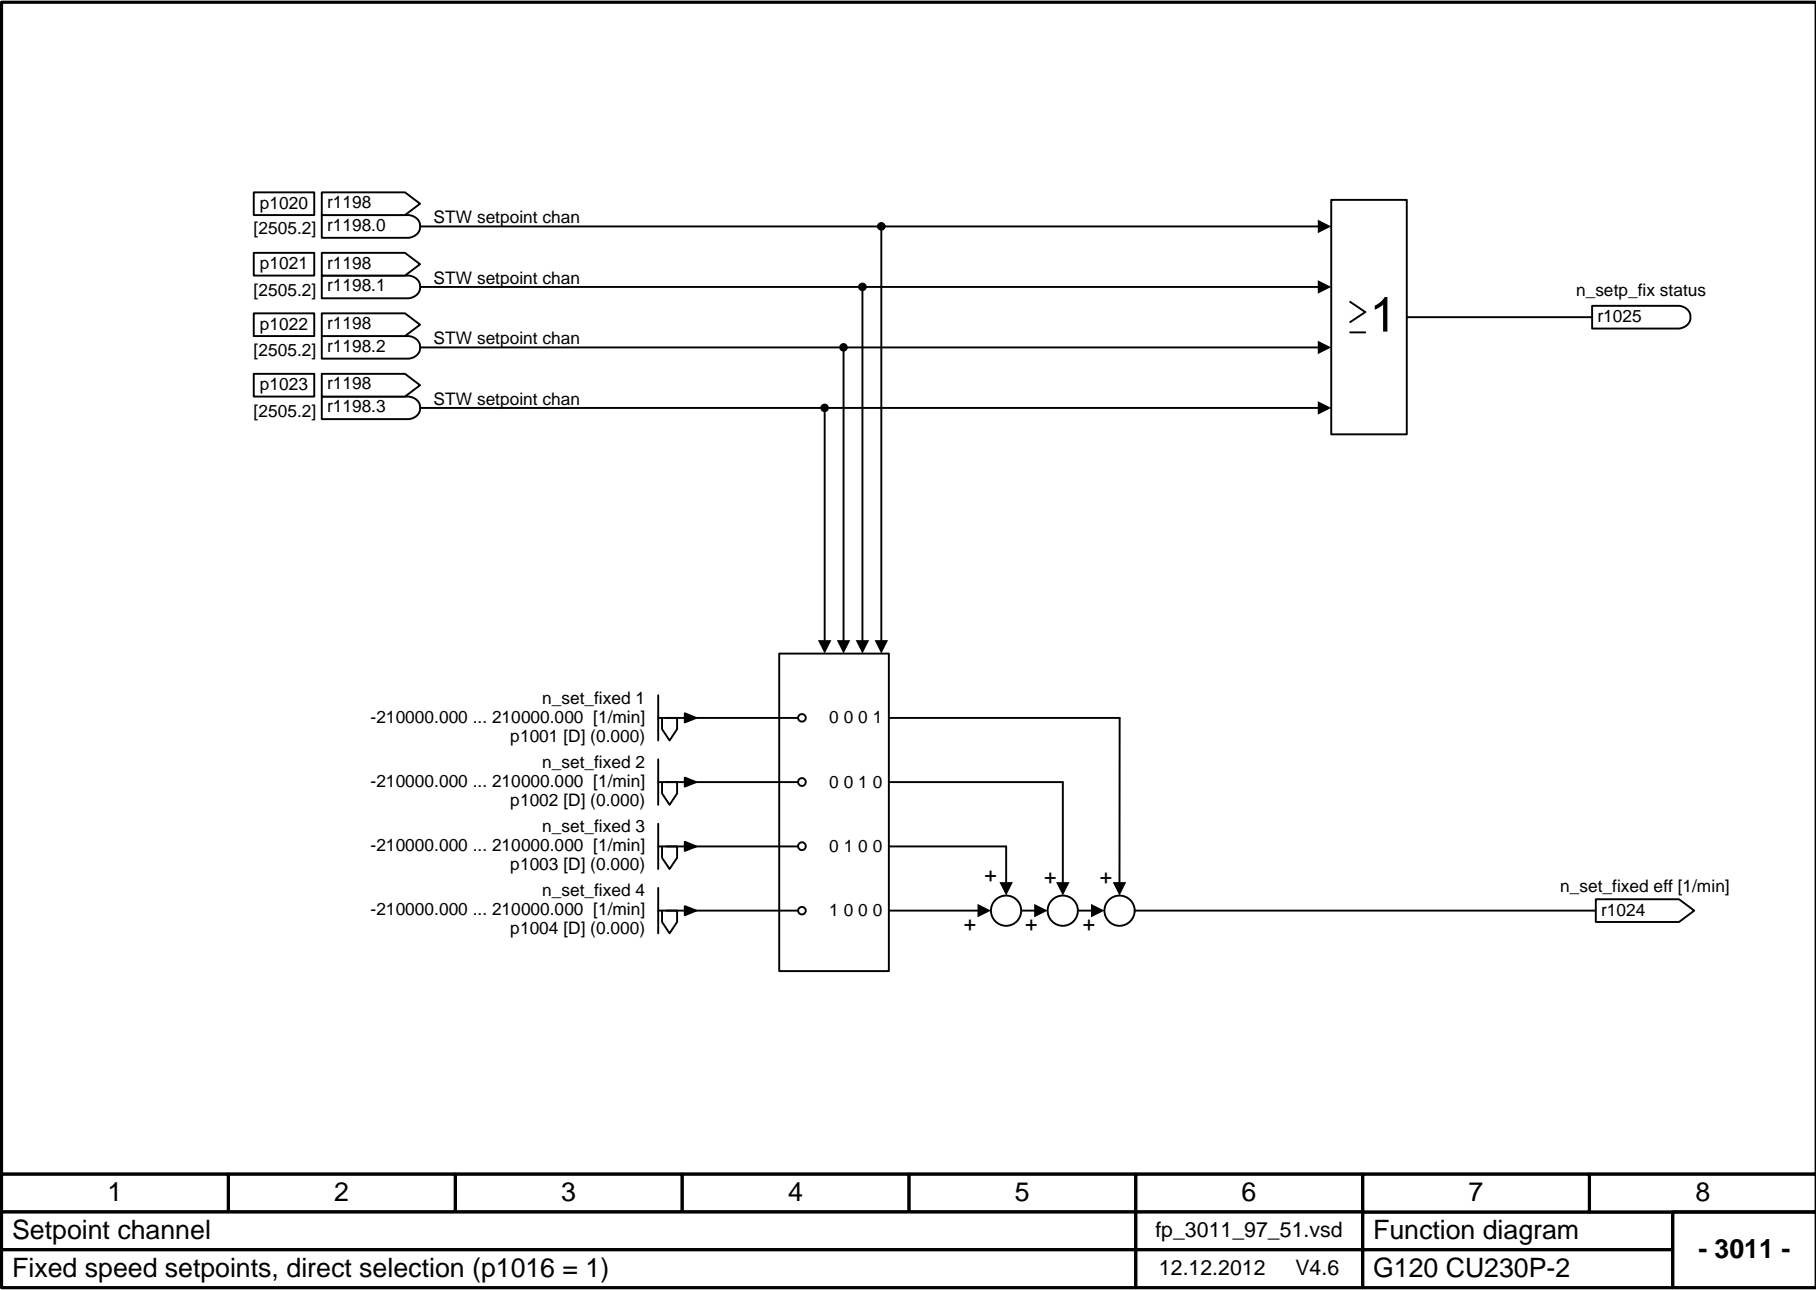 p1020 r1198
[2505.2] r1198.0 STW setpoint chan
p1021 r1198
[2505.2] r1198.1 STW setpoint chan
p1022 r1198
[2505.2] r1198.2 STW setpoint chan
p1023 r1198
[2505.2] r1198.3 STW setpoint chan
≥1
n_setp_fix status
r1025
n_set_fixed 1
-210000.000 ... 210000.000 [1/min]
p1001 [D] (0.000)
0 0 0 1
n_set_fixed 2
-210000.000 ... 210000.000 [1/min]
p1002 [D] (0.000)
0 0 1 0
n_set_fixed 3
-210000.000 ... 210000.000 [1/min]
p1003 [D] (0.000)
0 1 0 0
n_set_fixed 4
-210000.000 ... 210000.000 [1/min]
p1004 [D] (0.000)
1 0 0 0
+ + +
+ + +
n_set_fixed eff [1/min]
r1024
1 2 3 4 5 6 7 8
Setpoint channel fp_3011_97_51.vsd Function diagram
- 3011 -
Fixed speed setpoints, direct selection (p1016 = 1) 12.12.2012 V4.6 G120 CU230P-2